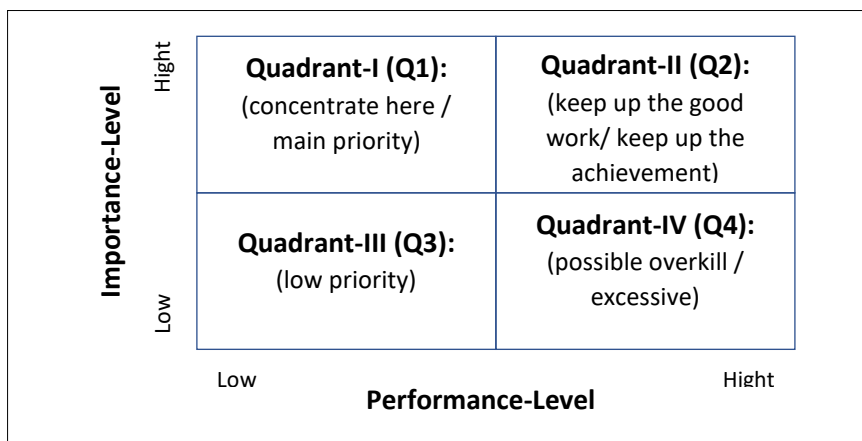 Importance-Level
Hight
Low
Quadrant-I (Q1):
(concentrate here /
main priority)
Quadrant-II (Q2):
(keep up the good
work/ keep up the
achievement)
Quadrant-III (Q3):
(low priority)
Quadrant-IV (Q4):
(possible overkill /
excessive)
Low
Hight
Performance-Level